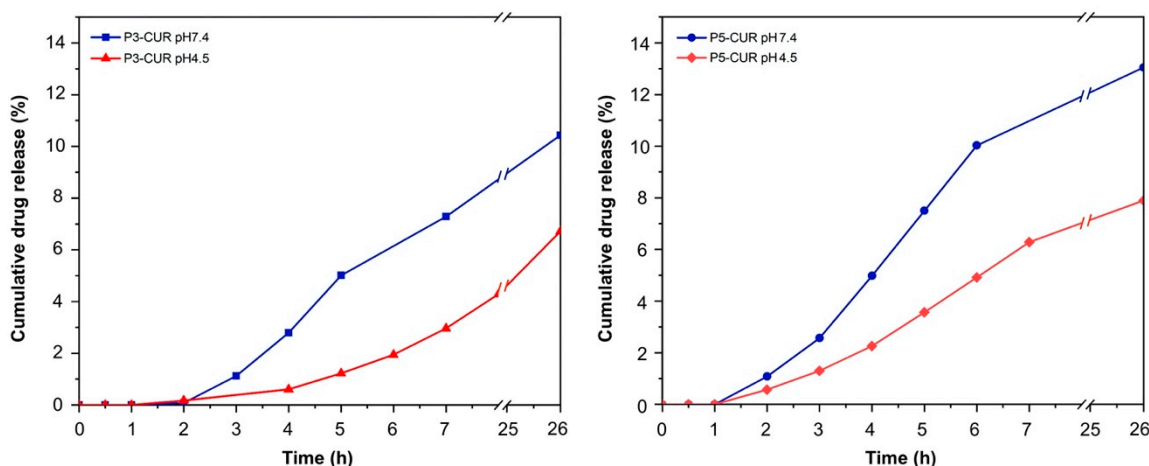 P3-CUR pH7.4
P3-CUR pH4.5
Cumulative drug release (%)
14
12
10
8
6
4
2
0
0 1 2 3 4 5 6 7 25 26
Time (h)
P5-CUR pH7.4
P5-CUR pH4.5
Cumulative drug release (%)
14
12
10
8
6
4
2
0
0 1 2 3 4 5 6 7 25 26
Time (h)